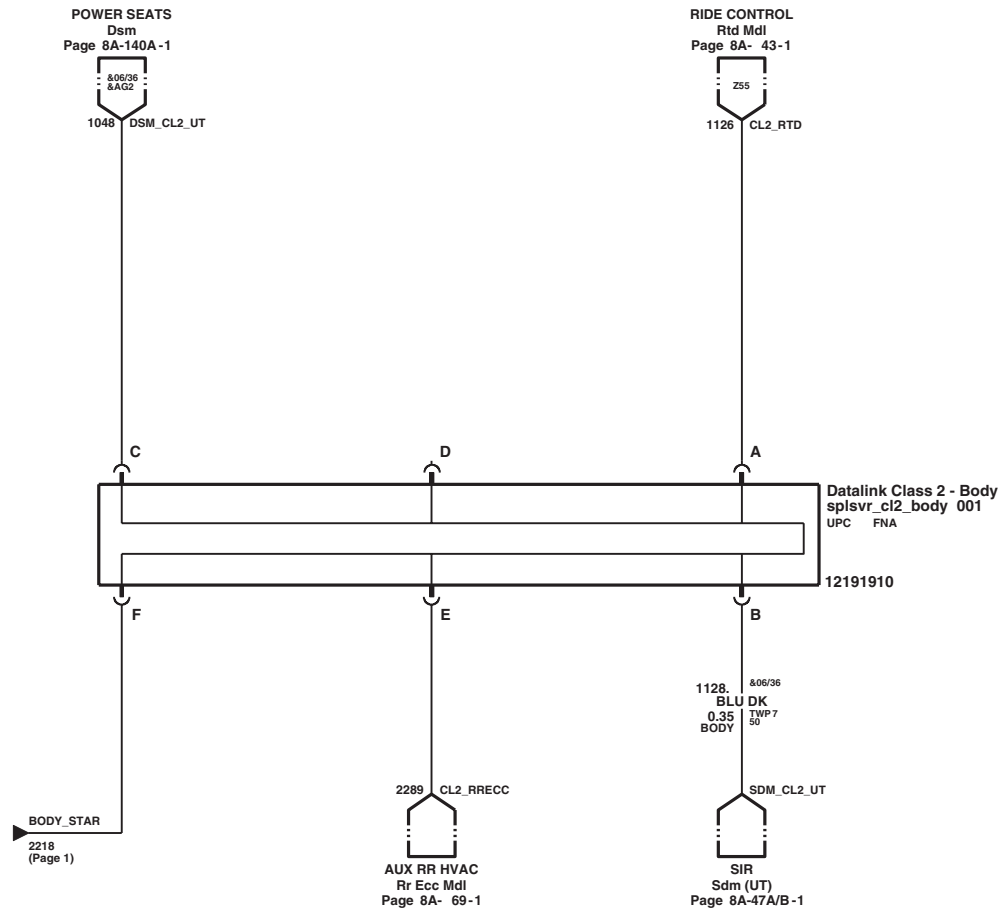 POWER SEATS
Dsm
Page 8A-140A-1
&06/36
&AG2
1048 DSM_CL2_UT
RIDE CONTROL
Rtd Mdl
Page 8A- 43-1
Z55
1126 CL2_RTD
C
D
A
Datalink Class 2 - Body
splsvr_cl2_body 001
UPC FNA
12191910
F
E
B
1128. &06/36
BLU DK
0.35 TWP 7
BODY 50
2289 CL2_RRECC
SDM_CL2_UT
BODY_STAR
2218
(Page 1)
AUX RR HVAC
Rr Ecc Mdl
Page 8A- 69-1
SIR
Sdm (UT)
Page 8A-47A/B-1